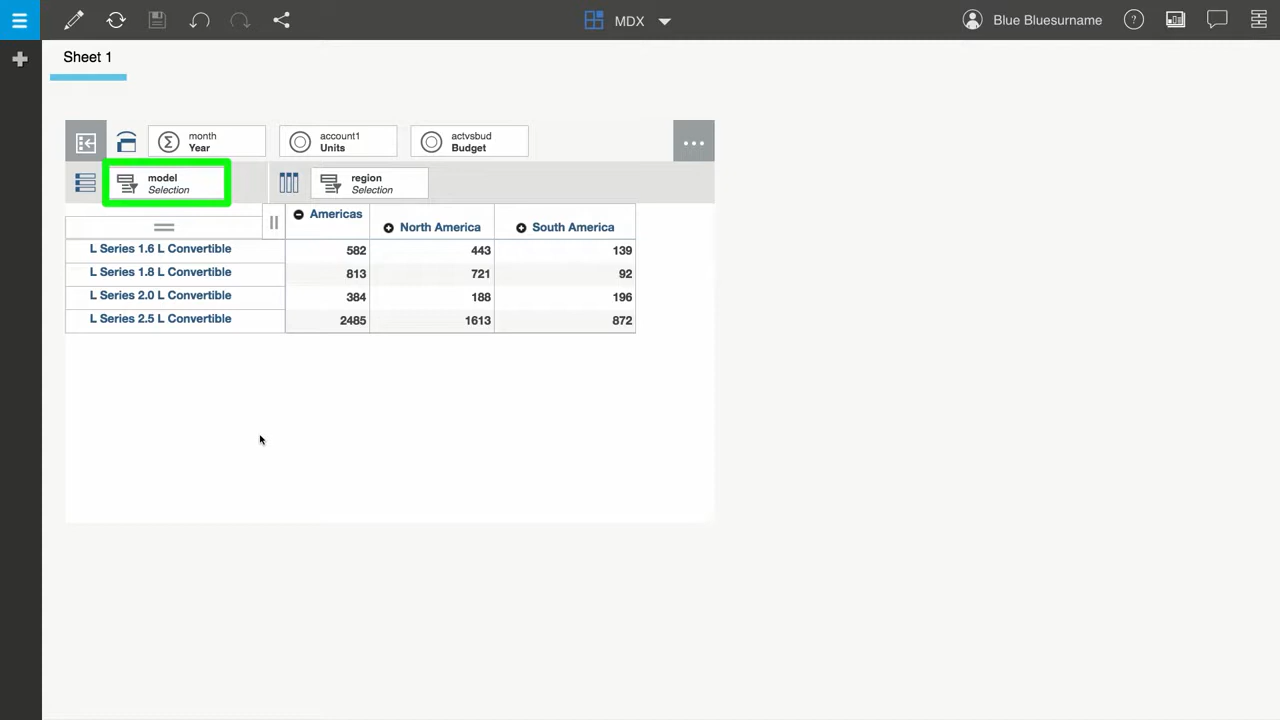 MDX
Blue Bluesurname
?
Sheet 1
month
Year
account1
Units
actvsbud
Budget
model
Selection
region
Selection
Americas
North America
South America
L Series 1.6 L Convertible 582 443 139
L Series 1.8 L Convertible 813 721 92
L Series 2.0 L Convertible 384 188 196
L Series 2.5 L Convertible 2485 1613 872